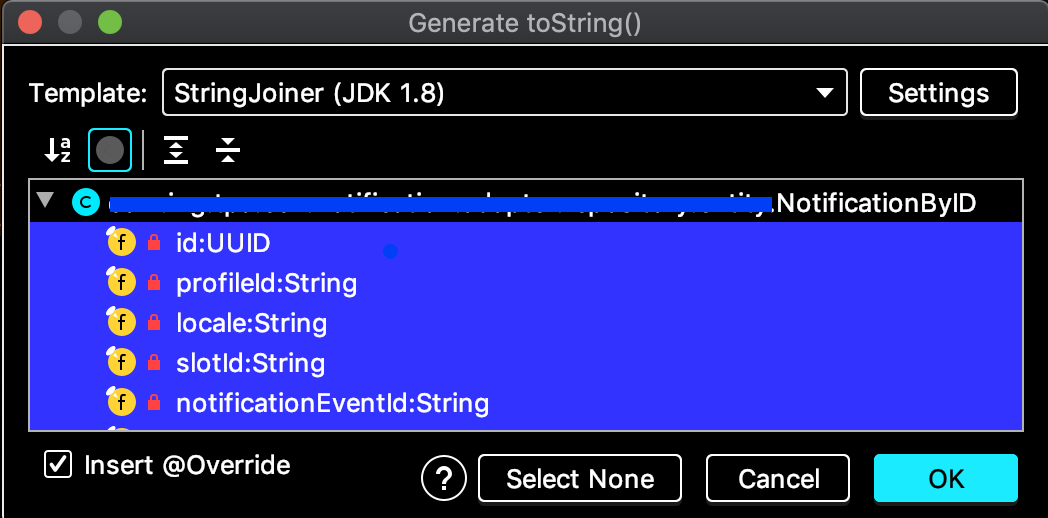 Generate toString()
Template: StringJoiner (JDK 1.8) Settings
a
z
C .NotificationByID
f id:UUID
f profileId:String
f locale:String
f slotId:String
f notificationEventId:String
Insert @Override ? Select None Cancel OK